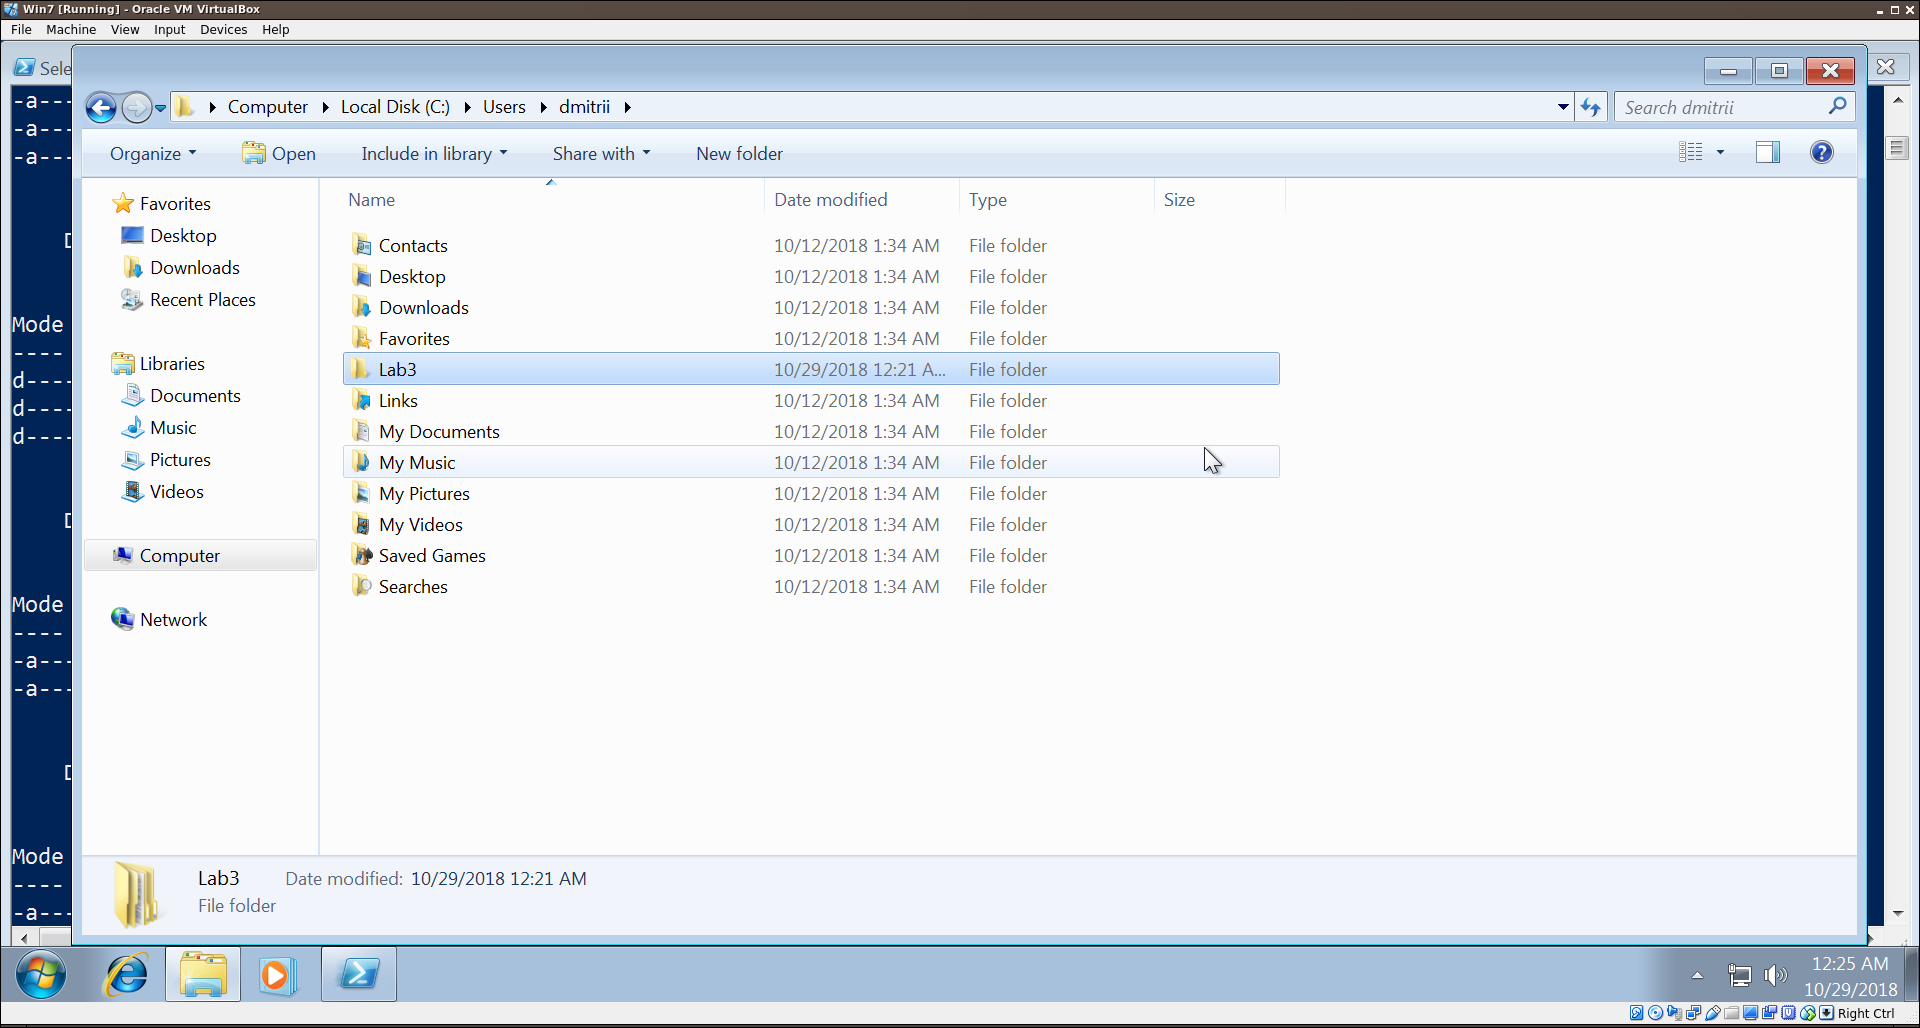 Win7 [Running] - Oracle VM VirtualBox
File Machine View Input Devices Help
Sele
Computer Local Disk (C:) Users dmitrii
Search dmitrii
Organize Open Include in library Share with New folder
Name Date modified Type Size
Favorites
Desktop
Downloads
Recent Places
Libraries
Documents
Music
Pictures
Videos
Computer
Network
Contacts 10/12/2018 1:34 AM File folder
Desktop 10/12/2018 1:34 AM File folder
Downloads 10/12/2018 1:34 AM File folder
Favorites 10/12/2018 1:34 AM File folder
Lab3 10/29/2018 12:21 A... File folder
Links 10/12/2018 1:34 AM File folder
My Documents 10/12/2018 1:34 AM File folder
My Music 10/12/2018 1:34 AM File folder
My Pictures 10/12/2018 1:34 AM File folder
My Videos 10/12/2018 1:34 AM File folder
Saved Games 10/12/2018 1:34 AM File folder
Searches 10/12/2018 1:34 AM File folder
-a---
-a---
-a---
D
Mode
----
d----
d----
d----
D
Mode
----
-a---
-a---
D
Mode
----
-a---
Lab3 Date modified: 10/29/2018 12:21 AM
File folder
12:25 AM
10/29/2018
Right Ctrl